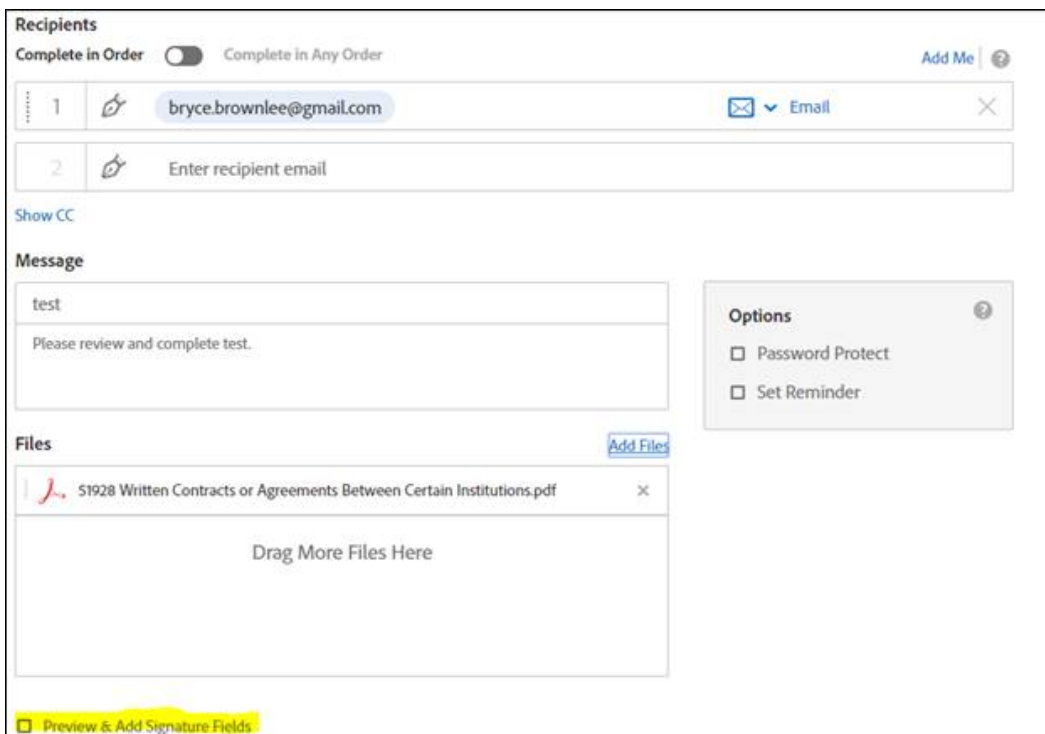 Recipients
Complete in Order Complete in Any Order Add Me ?
1 bryce.brownlee@gmail.com Email
2 Enter recipient email
Show CC
Message
test
Please review and complete test.
Options ?
Password Protect
Set Reminder
Files Add Files
51928 Written Contracts or Agreements Between Certain Institutions.pdf
Drag More Files Here
Preview & Add Signature Fields